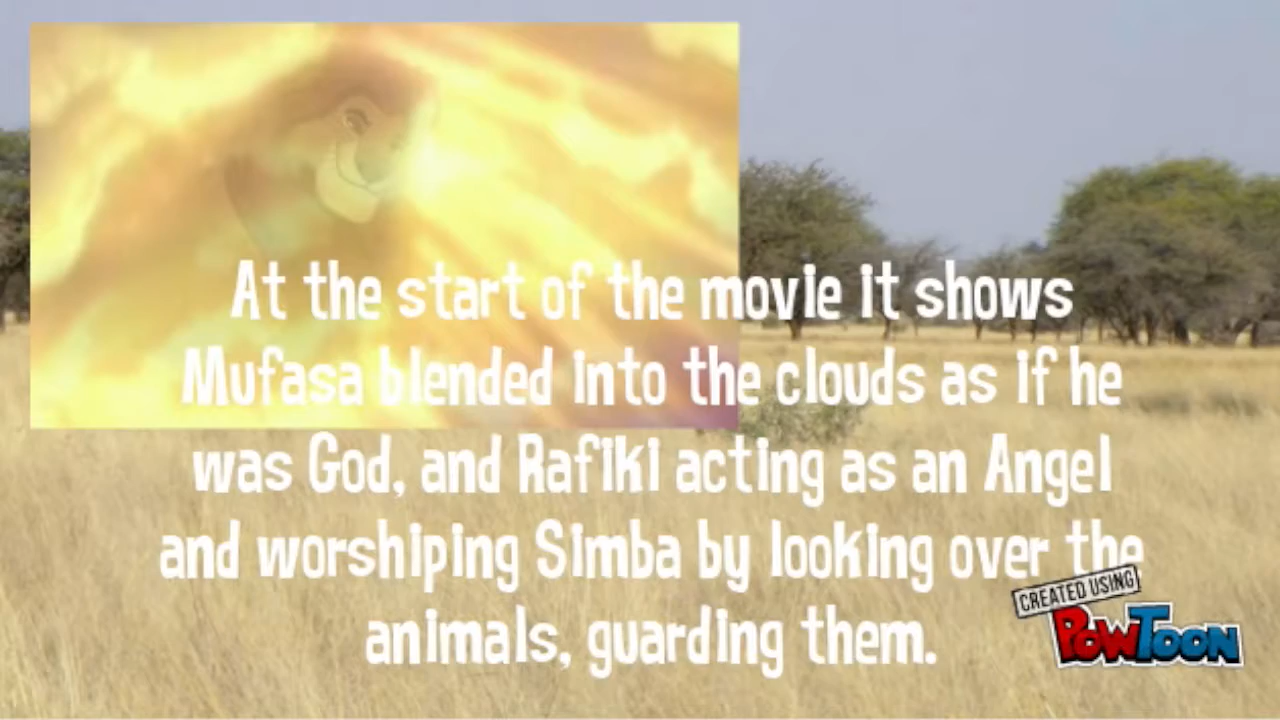 At the start of the movie it shows
Mufasa blended into the clouds as if he
was God, and Rafiki acting as an Angel
and worshiping Simba by looking over the
animals, guarding them.
CREATED USING
POWTOON